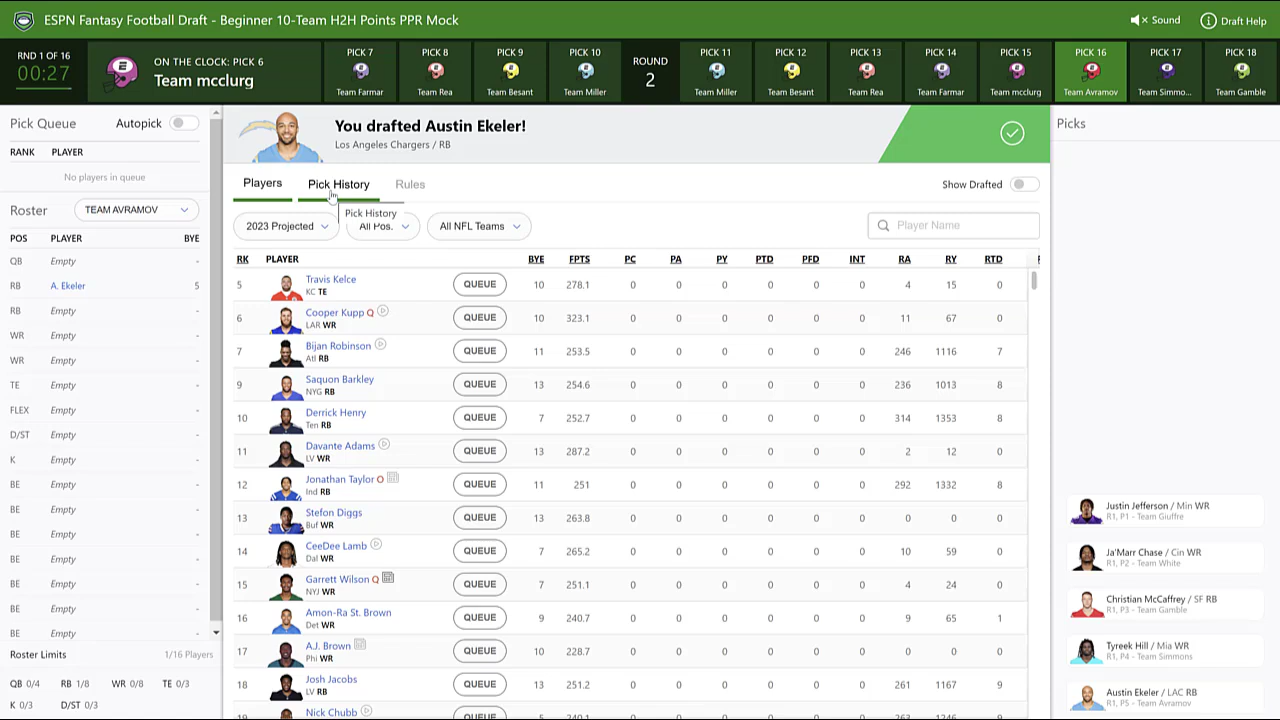 ESPN Fantasy Football Draft - Beginner 10-Team H2H Points PPR Mock
Sound
Draft Help
RND 1 OF 16
00:27
ON THE CLOCK: PICK 6
Team mcclurg
PICK 7
Team Farmar
PICK 8
Team Rea
PICK 9
Team Besant
PICK 10
Team Miller
ROUND
2
PICK 11
Team Miller
PICK 12
Team Besant
PICK 13
Team Rea
PICK 14
Team Farmar
PICK 15
Team mcclurg
PICK 16
Team Avramov
PICK 17
Team Simmo...
PICK 18
Team Gamble
Pick Queue
Autopick
RANK PLAYER
No players in queue
Roster
TEAM AVRAMOV
POS PLAYER BYE
QB Empty -
RB A. Ekeler 5
RB Empty -
WR Empty -
WR Empty -
TE Empty -
FLEX Empty -
D/ST Empty -
K Empty -
BE Empty -
BE Empty -
BE Empty -
BE Empty -
BE Empty -
BE Empty -
Roster Limits 1/16 Players
QB 0/4 RB 1/8 WR 0/8 TE 0/3
K 0/3 D/ST 0/3
You drafted Austin Ekeler!
Los Angeles Chargers / RB
Players
Pick History
Rules
Show Drafted
Pick History
2023 Projected
All Pos.
All NFL Teams
Player Name
RK PLAYER BYE FPTS PC PA PY PTD PFD INT RA RY RTD
5 Travis Kelce QUEUE 10 278.1 0 0 0 0 0 0 4 15 0
KC TE
6 Cooper Kupp Q QUEUE 10 323.1 0 0 0 0 0 0 11 67 0
LAR WR
7 Bijan Robinson QUEUE 11 253.5 0 0 0 0 0 0 246 1116 7
Atl RB
9 Saquon Barkley QUEUE 13 254.6 0 0 0 0 0 0 236 1013 8
NYG RB
10 Derrick Henry QUEUE 7 252.7 0 0 0 0 0 0 314 1353 8
Ten RB
11 Davante Adams QUEUE 13 287.2 0 0 0 0 0 0 2 12 0
LV WR
12 Jonathan Taylor O QUEUE 11 251 0 0 0 0 0 0 292 1332 8
Ind RB
13 Stefon Diggs QUEUE 13 263.8 0 0 0 0 0 0 0 0 0
Buf WR
14 CeeDee Lamb QUEUE 7 265.2 0 0 0 0 0 0 10 59 0
Dal WR
15 Garrett Wilson Q QUEUE 7 251.1 0 0 0 0 0 0 4 24 0
NYJ WR
16 Amon-Ra St. Brown QUEUE 9 240.7 0 0 0 0 0 0 9 65 1
Det WR
17 A.J. Brown QUEUE 10 228.7 0 0 0 0 0 0 0 0 0
Phi WR
18 Josh Jacobs QUEUE 13 251.2 0 0 0 0 0 0 261 1167 9
LV RB
19 Nick Chubb QUEUE 5 240.1 0 0 0 0 0 0 263 1246 9
Picks
Justin Jefferson / Min WR
R1, P1 - Team Giuffre
Ja'Marr Chase / Cin WR
R1, P2 - Team White
Christian McCaffrey / SF RB
R1, P3 - Team Gamble
Tyreek Hill / Mia WR
R1, P4 - Team Simmons
Austin Ekeler / LAC RB
R1, P5 - Team Avramov